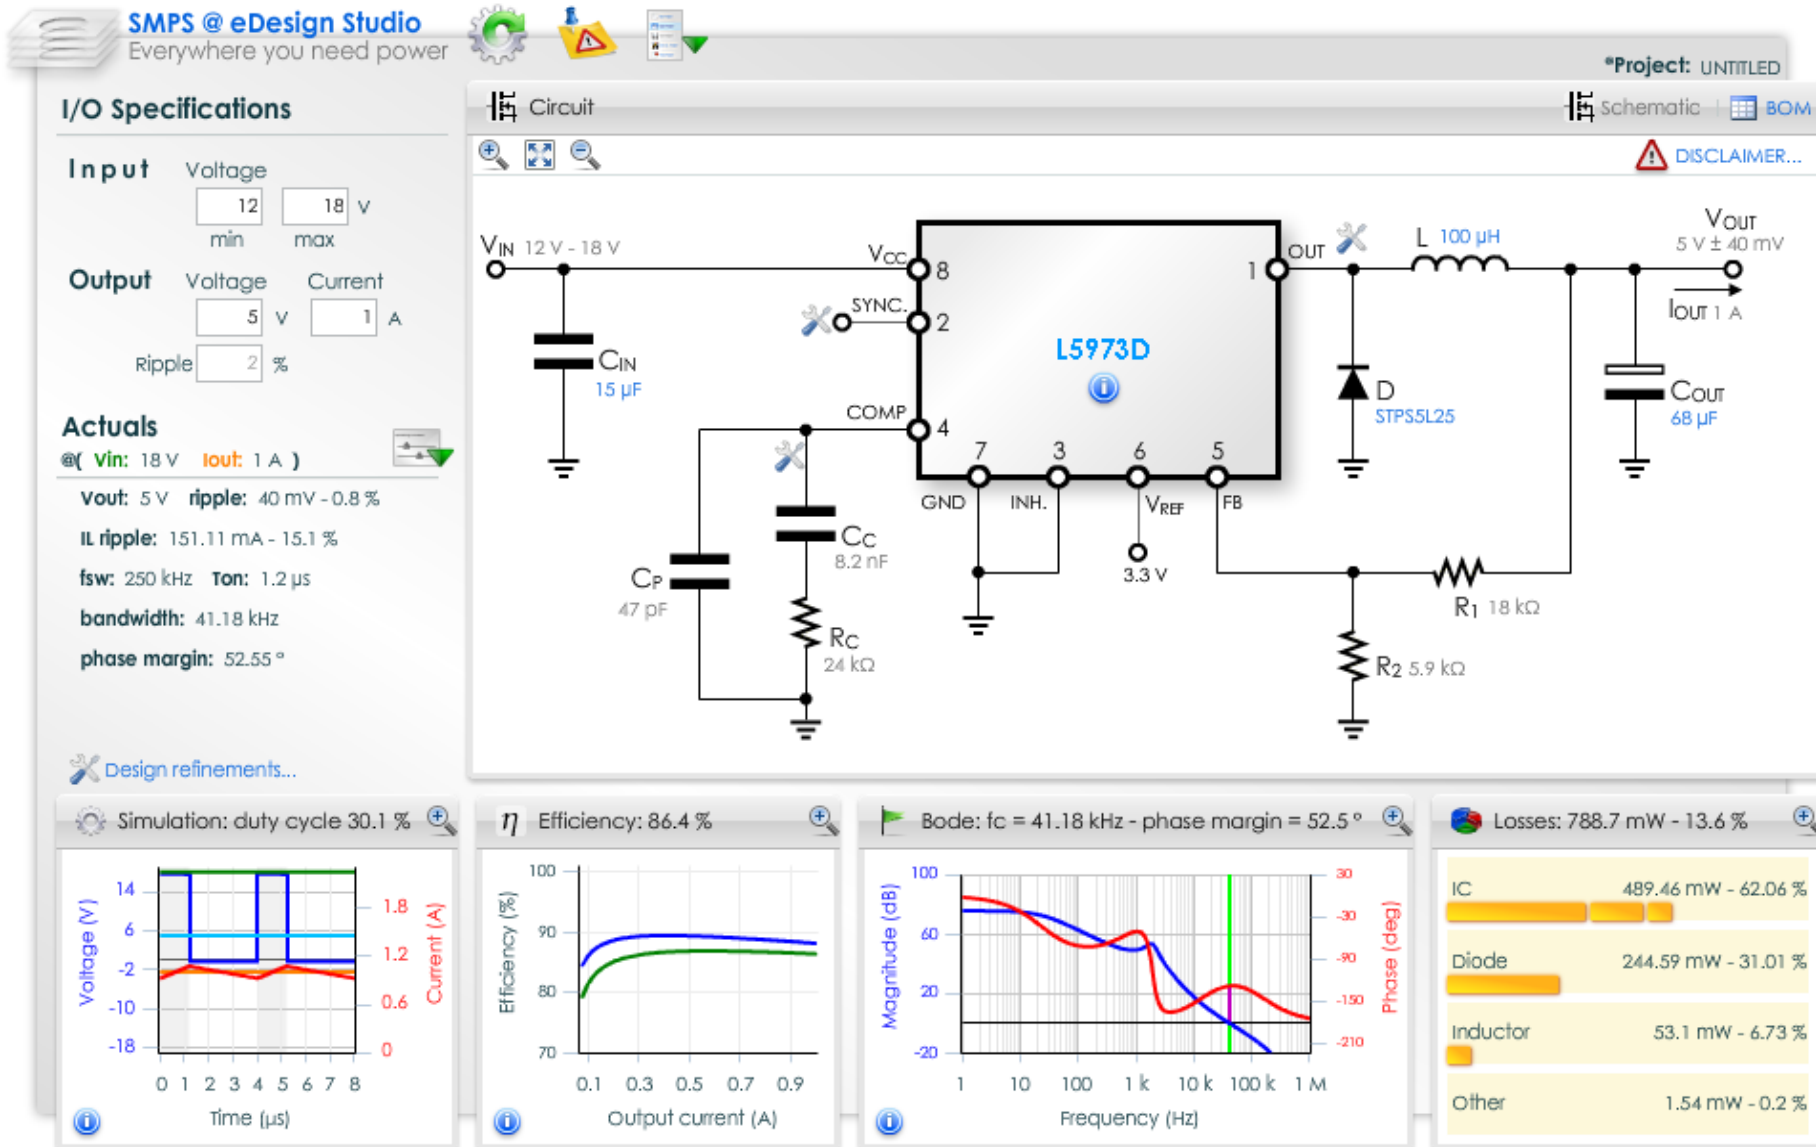 SMPS @ eDesign Studio
Everywhere you need power
*Project: UNTITLED
I/O Specifications
Input Voltage
12 18 V
min max
Output Voltage Current
5 V 1 A
Ripple 2 %
Actuals
@( Vin: 18 V Iout: 1 A )
Vout: 5 V ripple: 40 mV - 0.8 %
IL ripple: 151.11 mA - 15.1 %
fsw: 250 kHz Ton: 1.2 µs
bandwidth: 41.18 kHz
phase margin: 52.55 °
Design refinements...
Circuit
Schematic | BOM
DISCLAIMER...
VIN 12 V - 18 V
VCC
8
SYNC.
2
COMP
4
L5973D
1
OUT
L 100 µH
VOUT
5 V ± 40 mV
IOUT 1 A
CIN
15 µF
D
STPS5L25
COUT
68 µF
7 3 6 5
GND INH. VREF FB
3.3 V
CC
8.2 nF
CP
47 pF
RC
24 kΩ
R1 18 kΩ
R2 5.9 kΩ
Simulation: duty cycle 30.1 %
Voltage (V)
14
6
-2
-10
-18
1.8
1.2
0.6
0
Current (A)
0 1 2 3 4 5 6 7 8
Time (µs)
η Efficiency: 86.4 %
Efficiency (%)
100
90
80
70
0.1 0.3 0.5 0.7 0.9
Output current (A)
Bode: fc = 41.18 kHz - phase margin = 52.5 °
Magnitude (dB)
100
60
20
-20
30
-30
-90
-150
-210
Phase (deg)
1 10 100 1 k 10 k 100 k 1 M
Frequency (Hz)
Losses: 788.7 mW - 13.6 %
IC 489.46 mW - 62.06 %
Diode 244.59 mW - 31.01 %
Inductor 53.1 mW - 6.73 %
Other 1.54 mW - 0.2 %